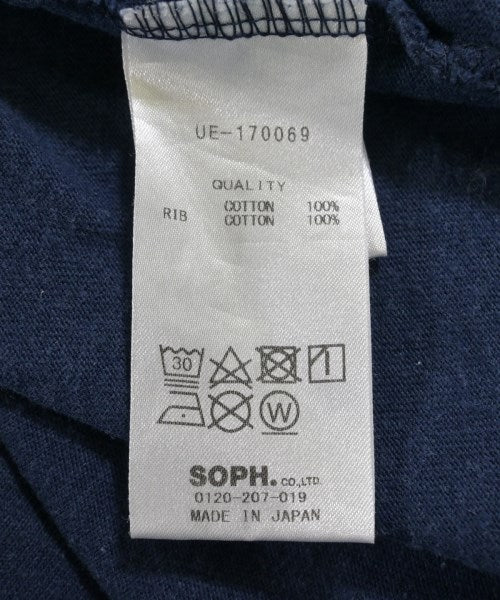 UE-170069
QUALITY
COTTON 100%
RIB COTTON 100%
30
W
SOPH. CO.,LTD.
0120-207-019
MADE IN JAPAN